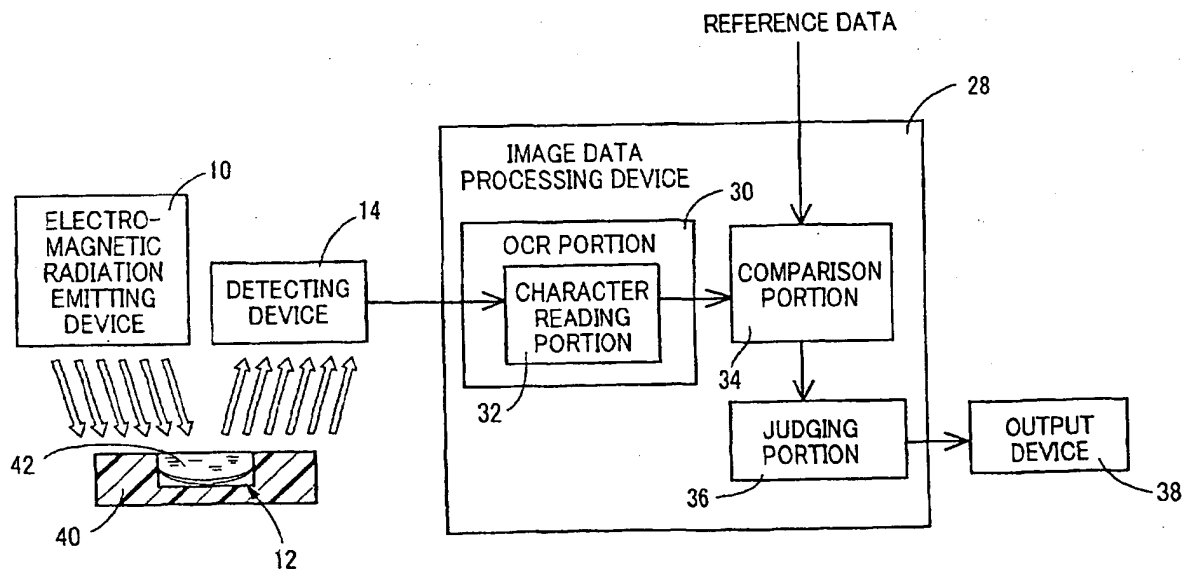 REFERENCE DATA
28
IMAGE DATA
PROCESSING DEVICE
10
ELECTRO-
MAGNETIC
RADIATION
EMITTING
DEVICE
14
DETECTING
DEVICE
30
OCR PORTION
CHARACTER
READING
PORTION
32
COMPARISON
PORTION
34
JUDGING
PORTION
36
OUTPUT
DEVICE
38
42
40
12